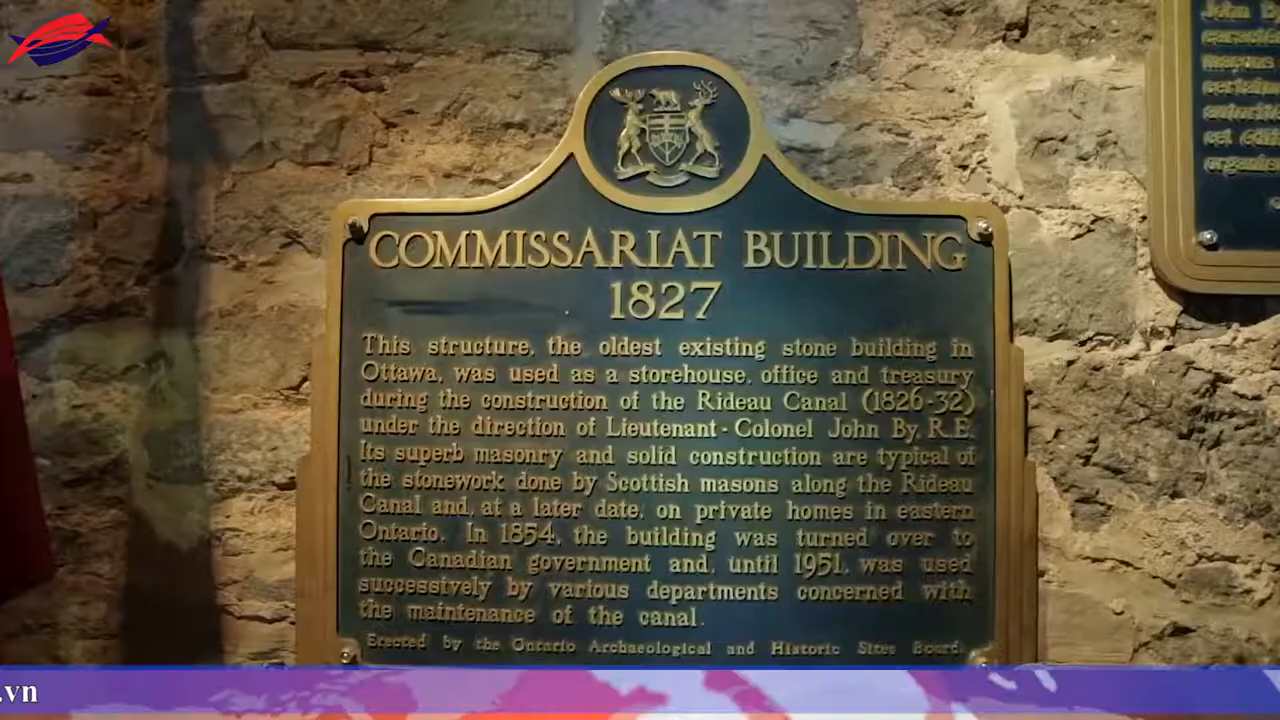 COMMISSARIAT BUILDING
1827
This structure, the oldest existing stone building in
Ottawa, was used as a storehouse, office and treasury
during the construction of the Rideau Canal (1826-32)
under the direction of Lieutenant-Colonel John By, R.E.
Its superb masonry and solid construction are typical of
the stonework done by Scottish masons along the Rideau
Canal and, at a later date, on private homes in eastern
Ontario. In 1854, the building was turned over to
the Canadian government and, until 1951, was used
successively by various departments concerned with
the maintenance of the canal.
Erected by the Ontario Archaeological and Historic Sites Board.
John
.vn